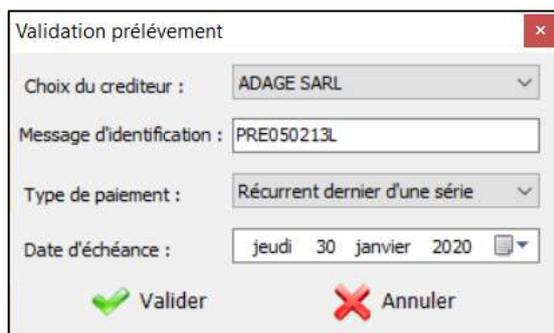 Validation prélévement
Choix du crediteur : ADAGE SARL
Message d'identification : PRE050213L
Type de paiement : Récurrent dernier d'une série
Date d'échéance : jeudi 30 janvier 2020
Valider Annuler